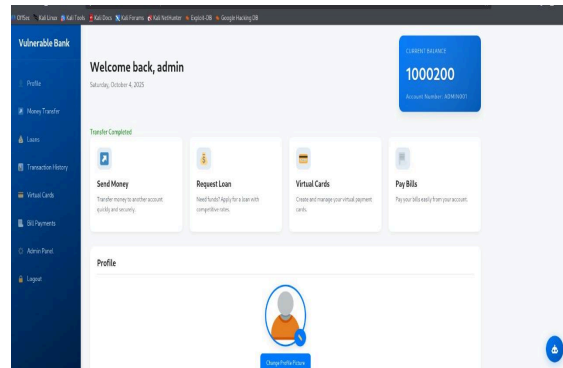 OffSec Kali Linux Kali Tools Kali Docs Kali Forums Kali NetHunter Exploit-DB Google Hacking DB
Vulnerable Bank
Profile
Money Transfer
Loans
Transaction History
Virtual Cards
Bill Payments
Admin Panel
Logout
Welcome back, admin
Saturday, October 4, 2025
CURRENT BALANCE
1000200
Account Number: ADMIN001
Transfer Completed
Send Money
Transfer money to another account
quickly and securely.
Request Loan
Need funds? Apply for a loan with
competitive rates.
Virtual Cards
Create and manage your virtual payment
cards.
Pay Bills
Pay your bills easily from your account.
Profile
Change Profile Picture